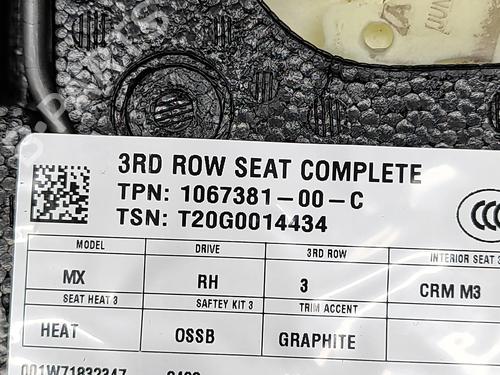 3RD ROW SEAT COMPLETE
TPN: 1067381-00-C
TSN: T20G0014434
MODEL DRIVE 3RD ROW INTERIOR SEAT 3
MX RH 3 CRM M3
SEAT HEAT 3 SAFTEY KIT 3 TRIM ACCENT
HEAT OSSB GRAPHITE
001W71832347